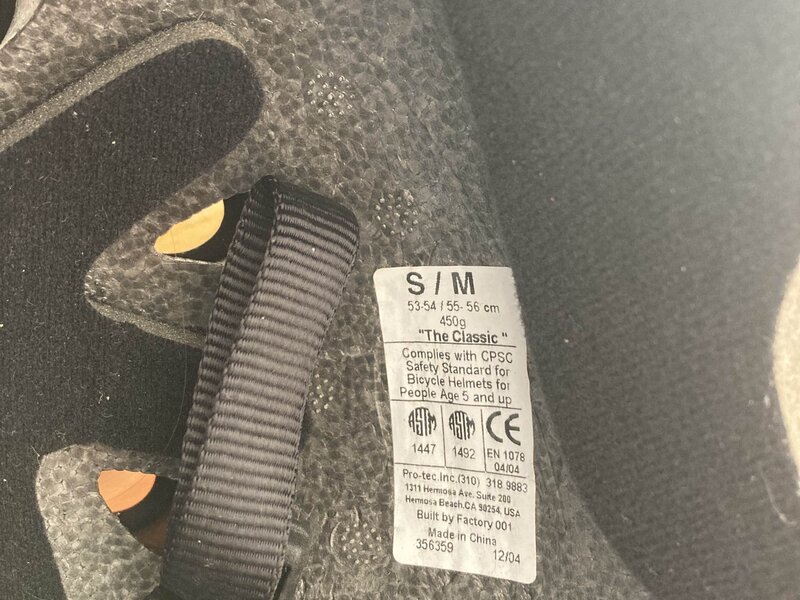 S / M
53-54 / 55- 56 cm
450g
"The Classic "
Complies with CPSC
Safety Standard for
Bicycle Helmets for
People Age 5 and up
ASTM ASTM CE
1447 1492 EN 1078
04/04
Pro-tec.Inc.(310) 318 9883
1311 Hermosa Ave. Suite 200
Hermosa Beach.CA 90254, USA
Built by Factory 001
Made in China
356359 12/04